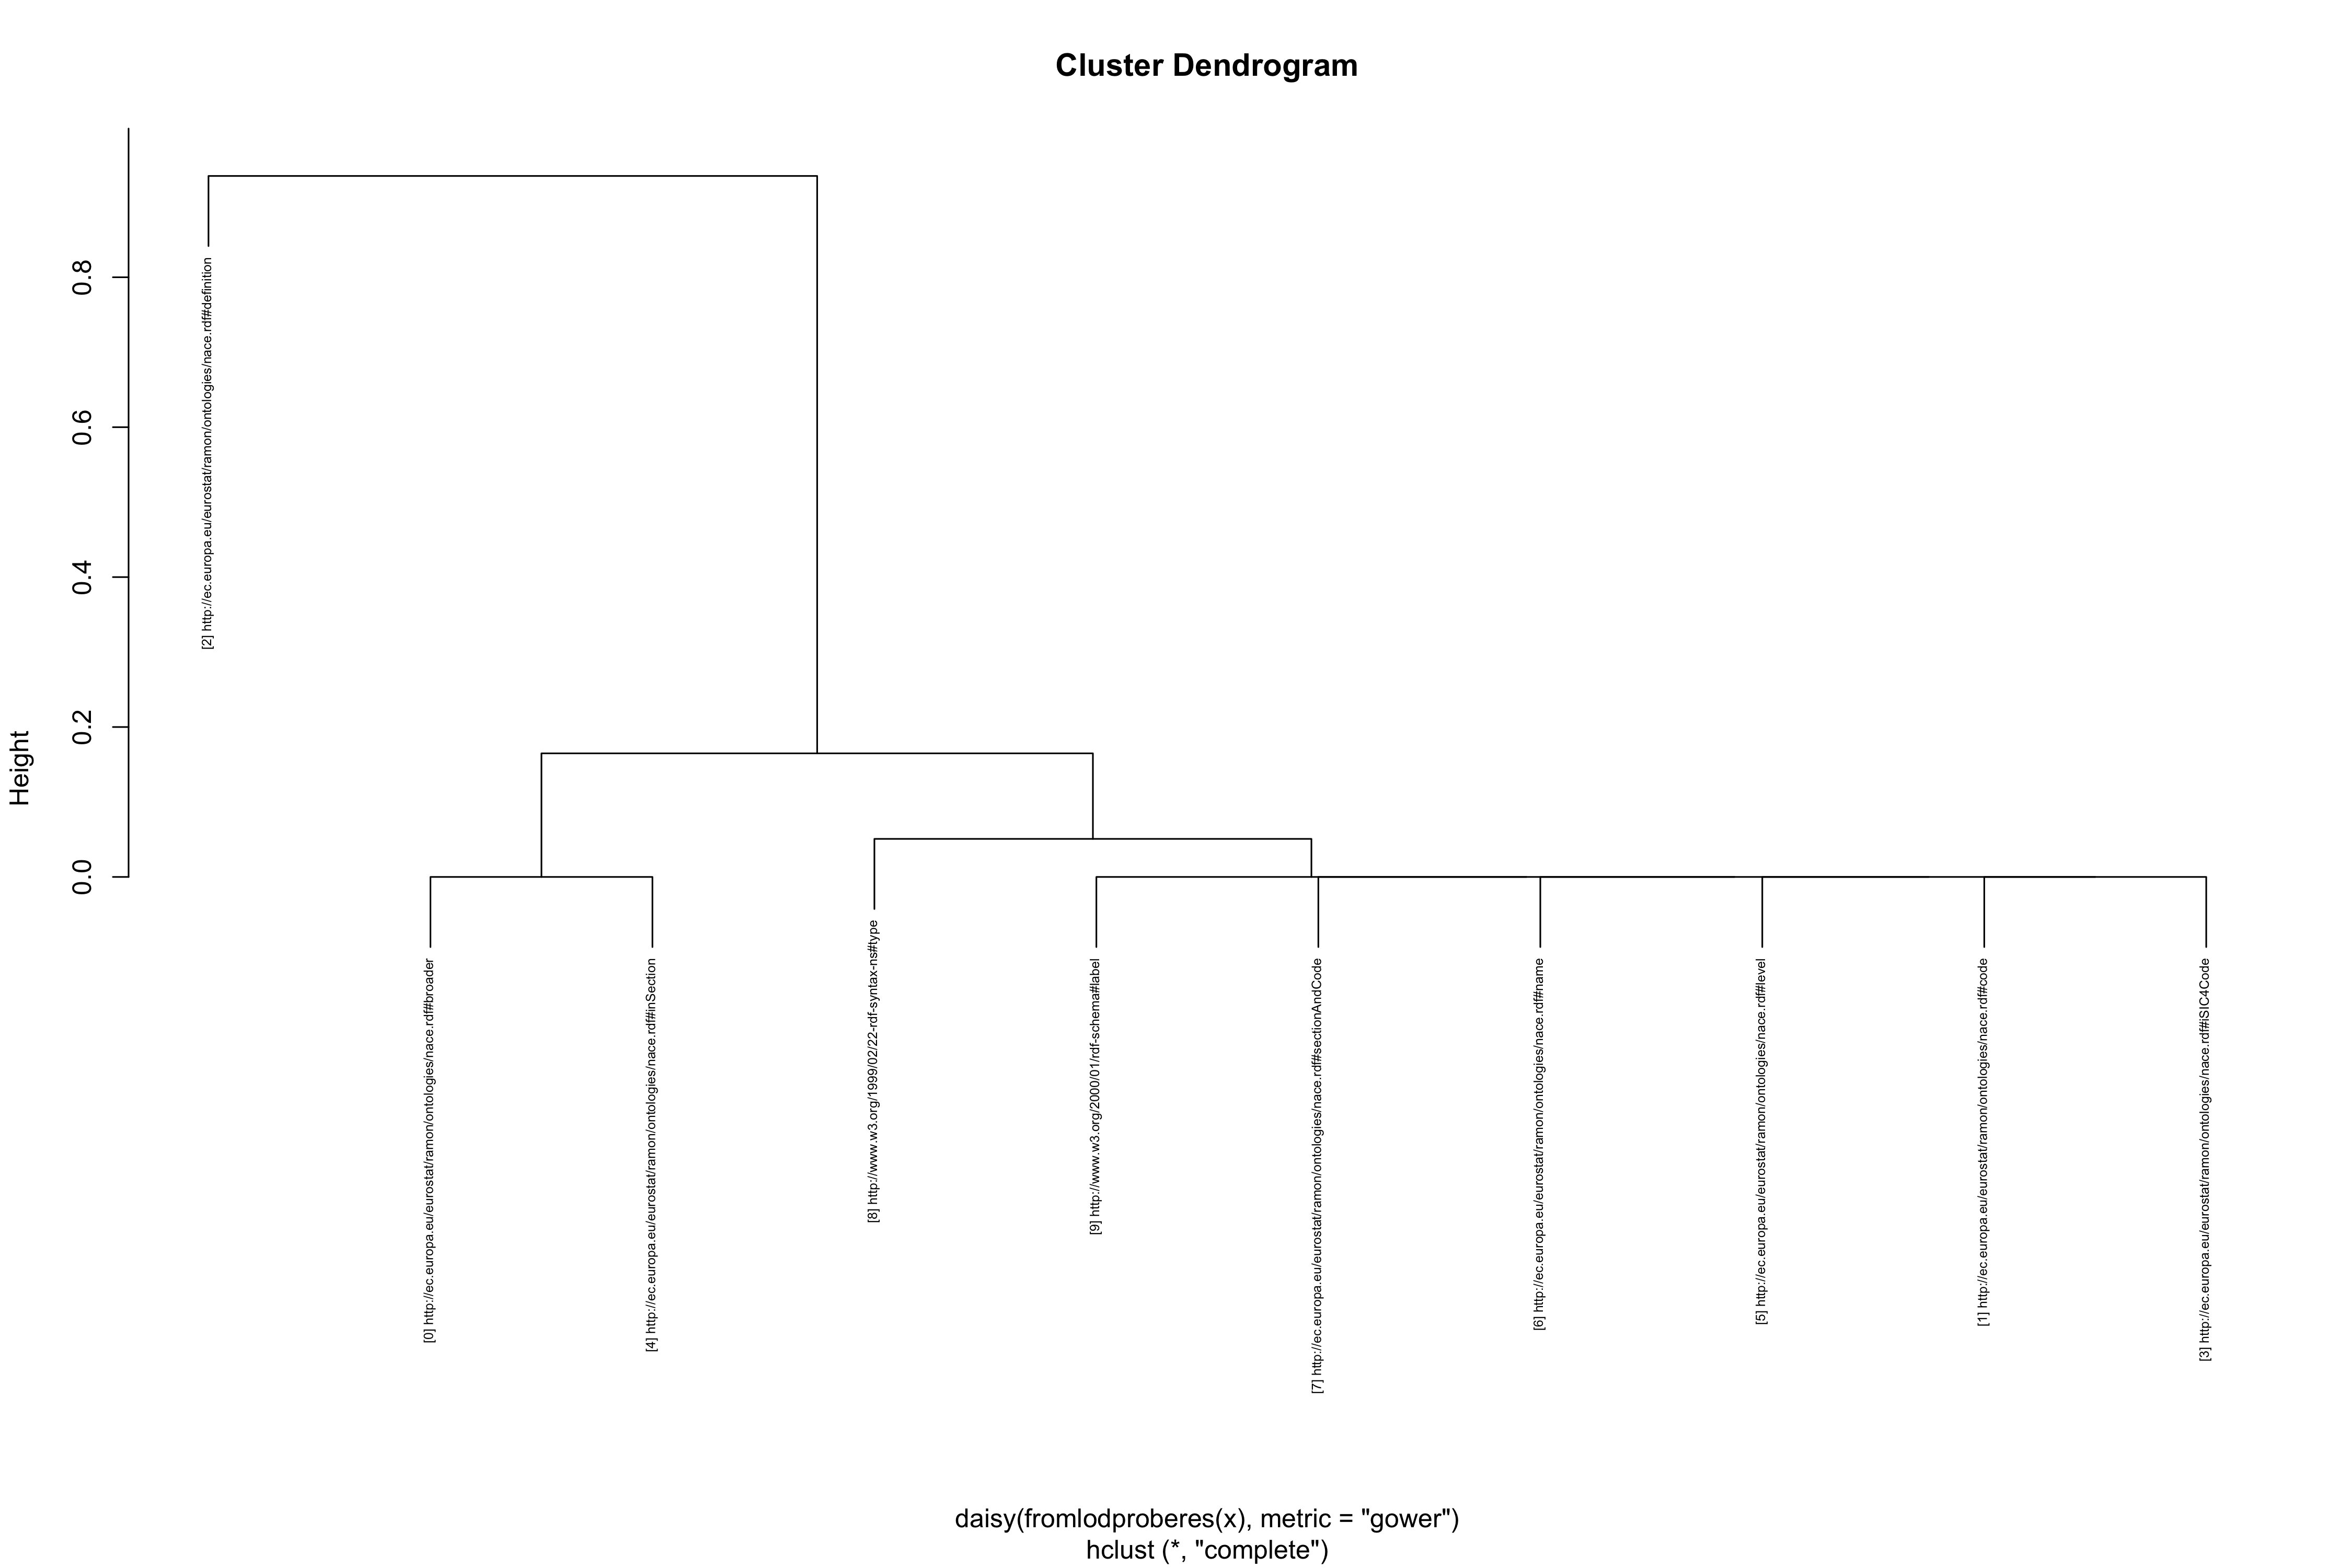 Cluster Dendrogram
Height
0.0
0.2
0.4
0.6
0.8
[2] http://ec.europa.eu/eurostat/ramon/ontologies/nace.rdf#definition
[0] http://ec.europa.eu/eurostat/ramon/ontologies/nace.rdf#broader
[4] http://ec.europa.eu/eurostat/ramon/ontologies/nace.rdf#inSection
[8] http://www.w3.org/1999/02/22-rdf-syntax-ns#type
[9] http://www.w3.org/2000/01/rdf-schema#label
[7] http://ec.europa.eu/eurostat/ramon/ontologies/nace.rdf#sectionAndCode
[6] http://ec.europa.eu/eurostat/ramon/ontologies/nace.rdf#name
[5] http://ec.europa.eu/eurostat/ramon/ontologies/nace.rdf#level
[1] http://ec.europa.eu/eurostat/ramon/ontologies/nace.rdf#code
[3] http://ec.europa.eu/eurostat/ramon/ontologies/nace.rdf#iSIC4Code
daisy(fromlodproberes(x), metric = "gower")
hclust (*, "complete")